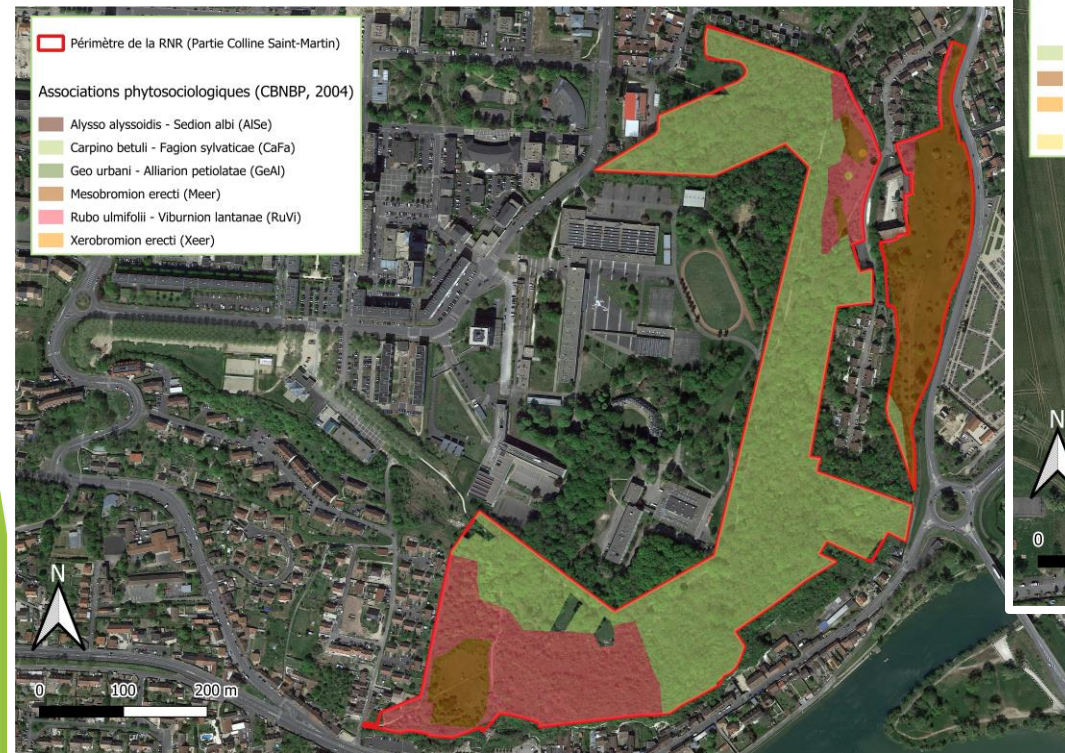 Périmètre de la RNR (Partie Colline Saint-Martin)
Associations phytosociologiques (CBNBP, 2004)
Alysso alyssoidis - Sedion albi (AlSe)
Carpino betuli - Fagion sylvaticae (CaFa)
Geo urbani - Alliarion petiolatae (GeAl)
Mesobromion erecti (Meer)
Rubo ulmifolii - Viburnion lantanae (RuVi)
Xerobromion erecti (Xeer)
N
0 100 200 m
N
0